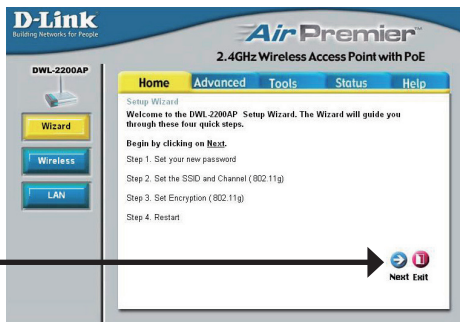 D-Link
Building Networks for People
Air Premier™
2.4GHz Wireless Access Point with PoE
DWL-2200AP
Home Advanced Tools Status Help
Wizard
Wireless
LAN
Setup Wizard
Welcome to the DWL-2200AP Setup Wizard. The Wizard will guide you
through these four quick steps.
Begin by clicking on Next.
Step 1. Set your new password
Step 2. Set the SSID and Channel (802.11g)
Step 3. Set Encryption (802.11g)
Step 4. Restart
Next Exit